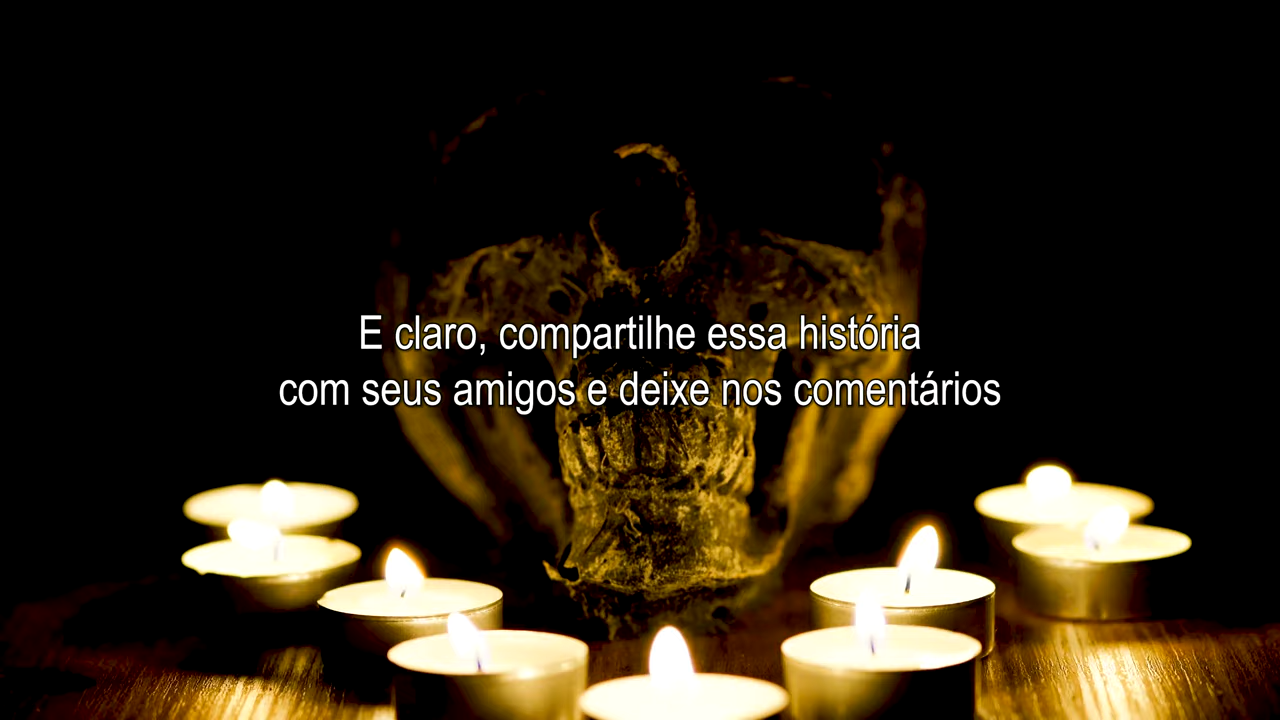 E claro, compartilhe essa história
com seus amigos e deixe nos comentários